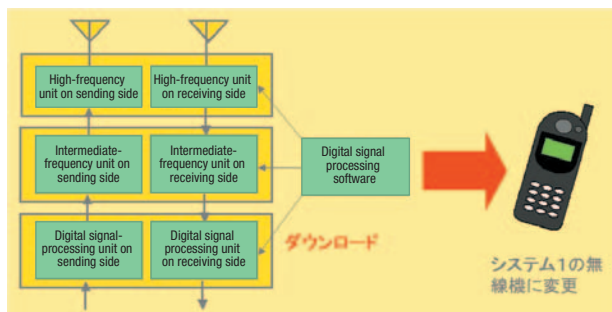 High-frequency
unit on sending side
High-frequency unit
on receiving side
Intermediate-
frequency unit on
sending side
Intermediate-
frequency unit on
receiving side
Digital signal
processing
software
Digital signal-
processing unit on
sending side
Digital signal
processing unit
on receiving side
ダウンロード
システム1の無
線機に変更